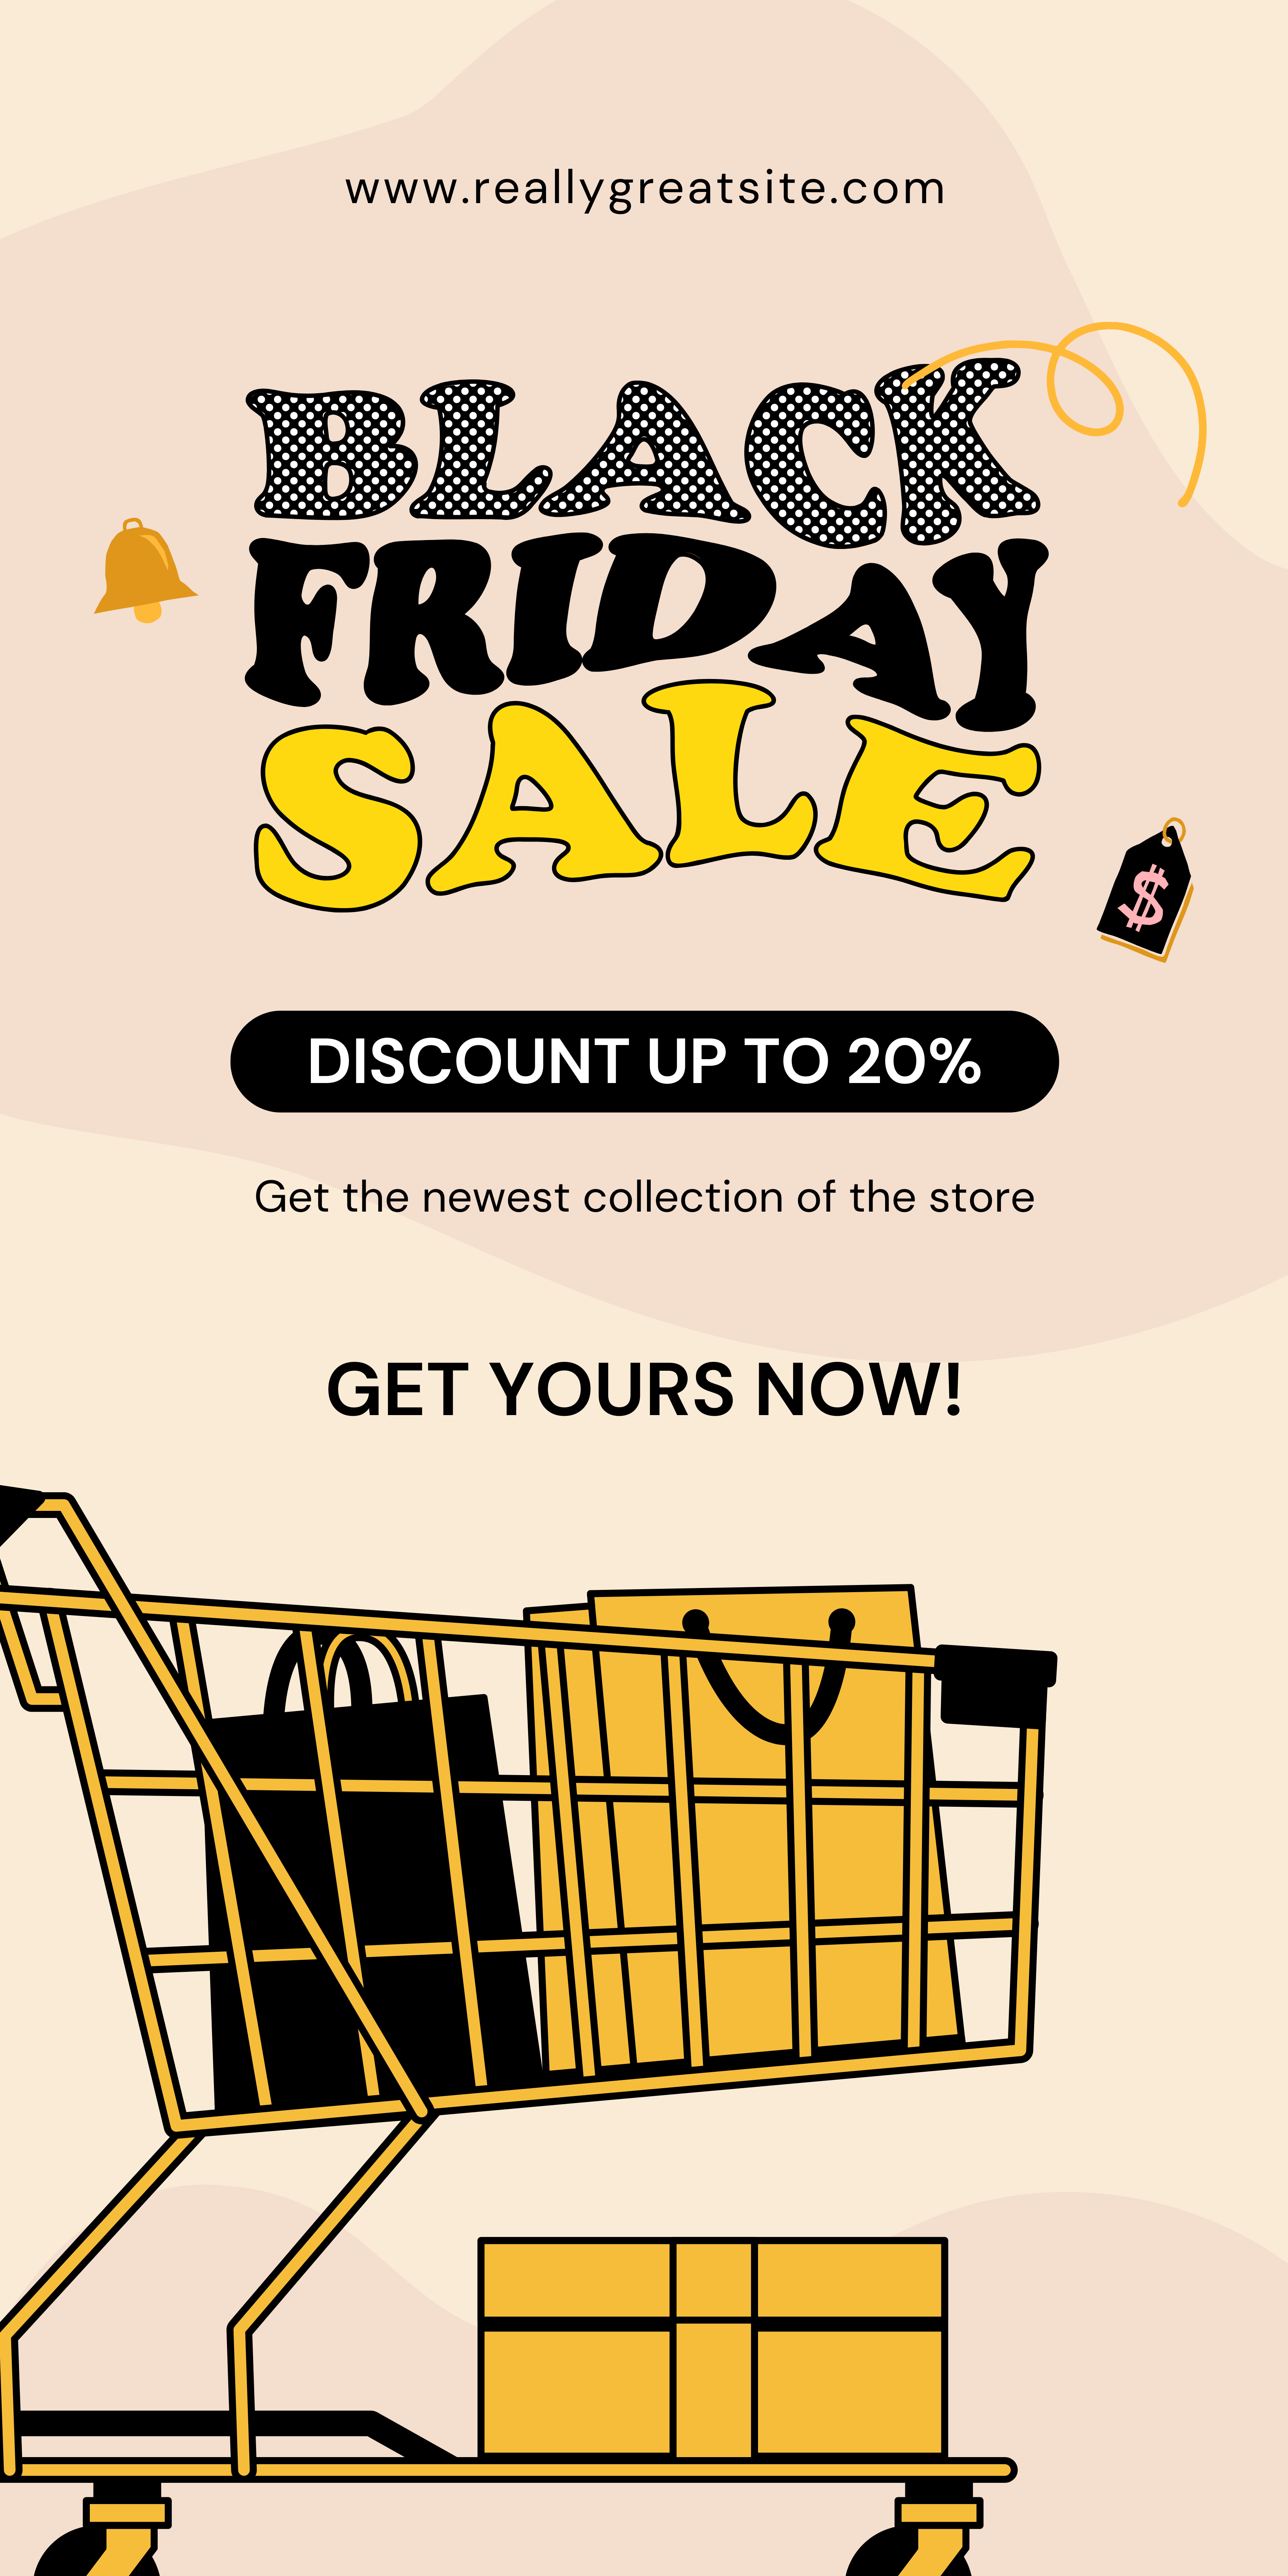 www.reallygreatsite.com
BLACK
FRIDAY
SALE
$
DISCOUNT UP TO 20%
Get the newest collection of the store
GET YOURS NOW!